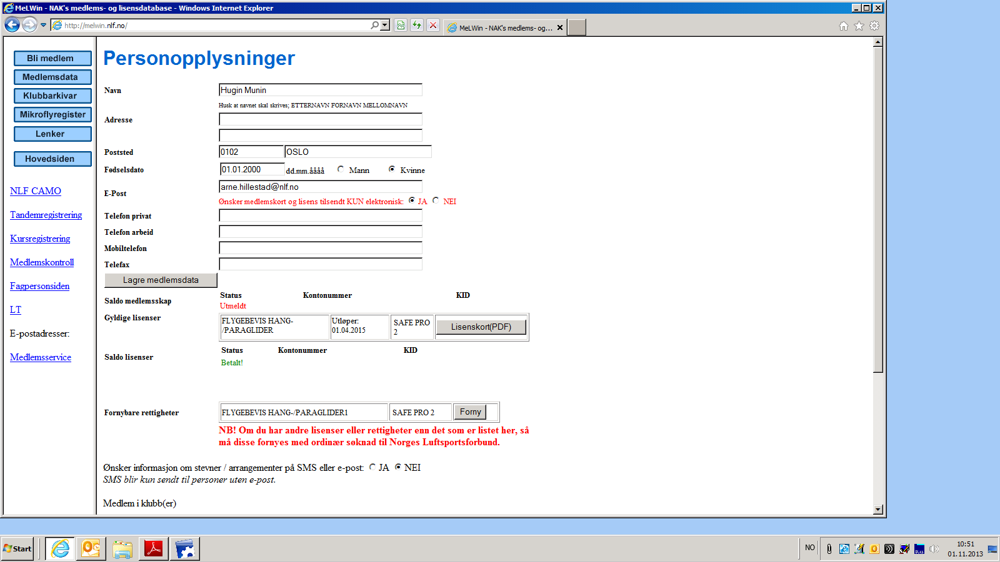 MeLWin - NAK's medlems- og lisensdatabase - Windows Internet Explorer
http://melwin.nlf.no/
MeLWin - NAK's medlems- og...
Bli medlem
Medlemsdata
Klubbarkivar
Mikroflyregister
Lenker
Hovedsiden
NLF CAMO
Tandemregistrering
Kursregistrering
Medlemskontroll
Fagpersonsiden
LT
E-postadresser:
Medlemsservice
Personopplysninger
Navn Hugin Munin
Husk at navnet skal skrives; ETTERNAVN FORNAVN MELLOMNAVN
Adresse
Poststed 0102 OSLO
Fødselsdato 01.01.2000 dd.mm.åååå Mann Kvinne
E-Post arne.hillestad@nlf.no
Ønsker medlemskort og lisens tilsendt KUN elektronisk: JA NEI
Telefon privat
Telefon arbeid
Mobiltelefon
Telefax
Lagre medlemsdata
Saldo medlemsskap Status Kontonummer KID
Utmeldt
Gyldige lisenser FLYGEBEVIS HANG-/PARAGLIDER Utløper: 01.04.2015 SAFE PRO 2 Lisenskort(PDF)
Saldo lisenser Status Kontonummer KID
Betalt!
Fornybare rettigheter FLYGEBEVIS HANG-/PARAGLIDER1 SAFE PRO 2 Forny
NB! Om du har andre lisenser eller rettigheter enn det som er listet her, så
må disse fornyes med ordinær søknad til Norges Luftsportsforbund.
Ønsker informasjon om stevner / arrangementer på SMS eller e-post: JA NEI
SMS blir kun sendt til personer uten e-post.
Medlem i klubb(er)
Start
NO
10:51
01.11.2013